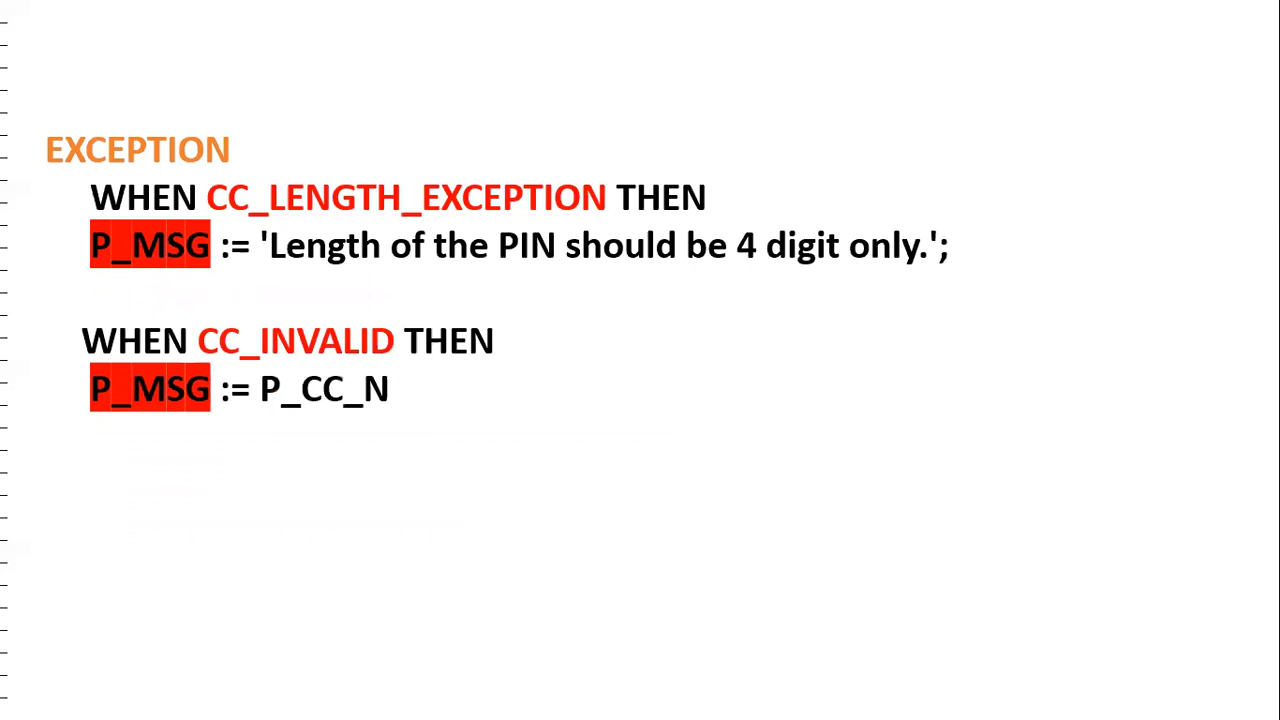 EXCEPTION
WHEN CC_LENGTH_EXCEPTION THEN
P_MSG := 'Length of the PIN should be 4 digit only.';
WHEN CC_INVALID THEN
P_MSG := P_CC_N